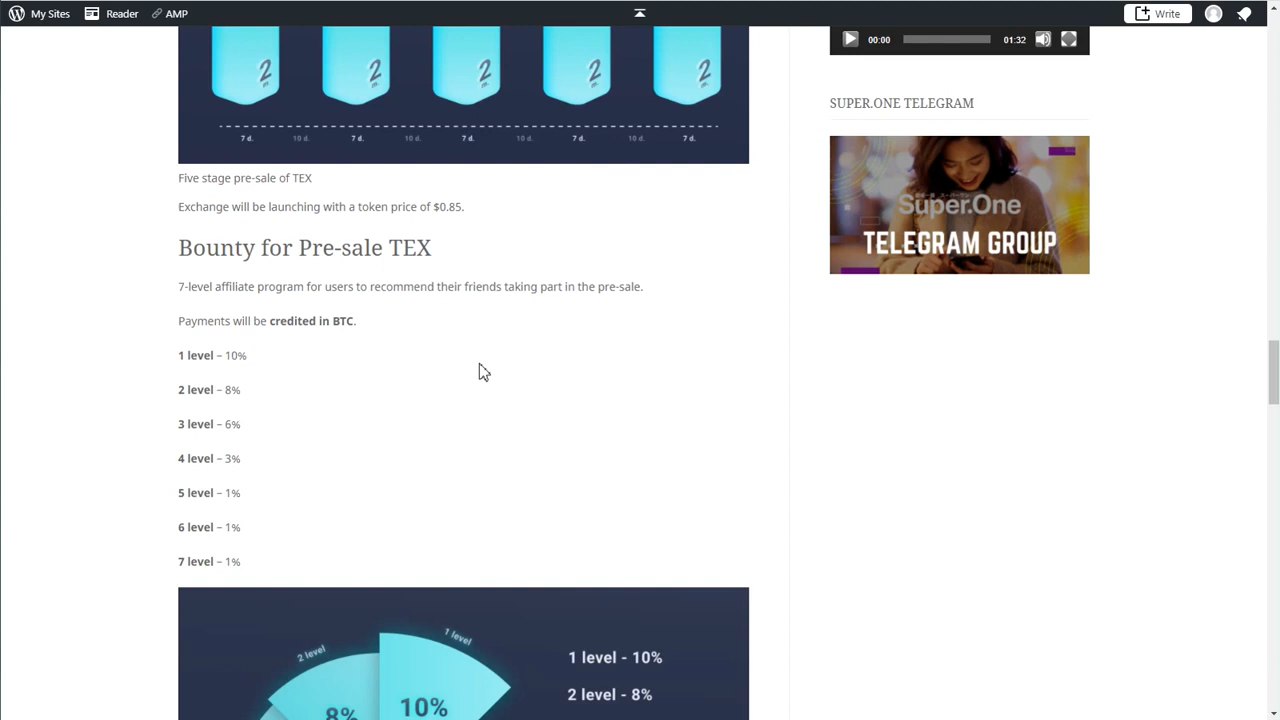 My Sites
Reader
AMP
Write
2 m. 2 m. 2 m. 2 m. 2 m.
7 d. 10 d. 7 d. 10 d. 7 d. 10 d. 7 d. 10 d. 7 d.
Five stage pre-sale of TEX
Exchange will be launching with a token price of $0.85.
Bounty for Pre-sale TEX
7-level affiliate program for users to recommend their friends taking part in the pre-sale.
Payments will be credited in BTC.
1 level – 10%
2 level – 8%
3 level – 6%
4 level – 3%
5 level – 1%
6 level – 1%
7 level – 1%
2 level
1 level
8%
10%
1 level - 10%
2 level - 8%
00:00
01:32
SUPER.ONE TELEGRAM
Super.One
TELEGRAM GROUP